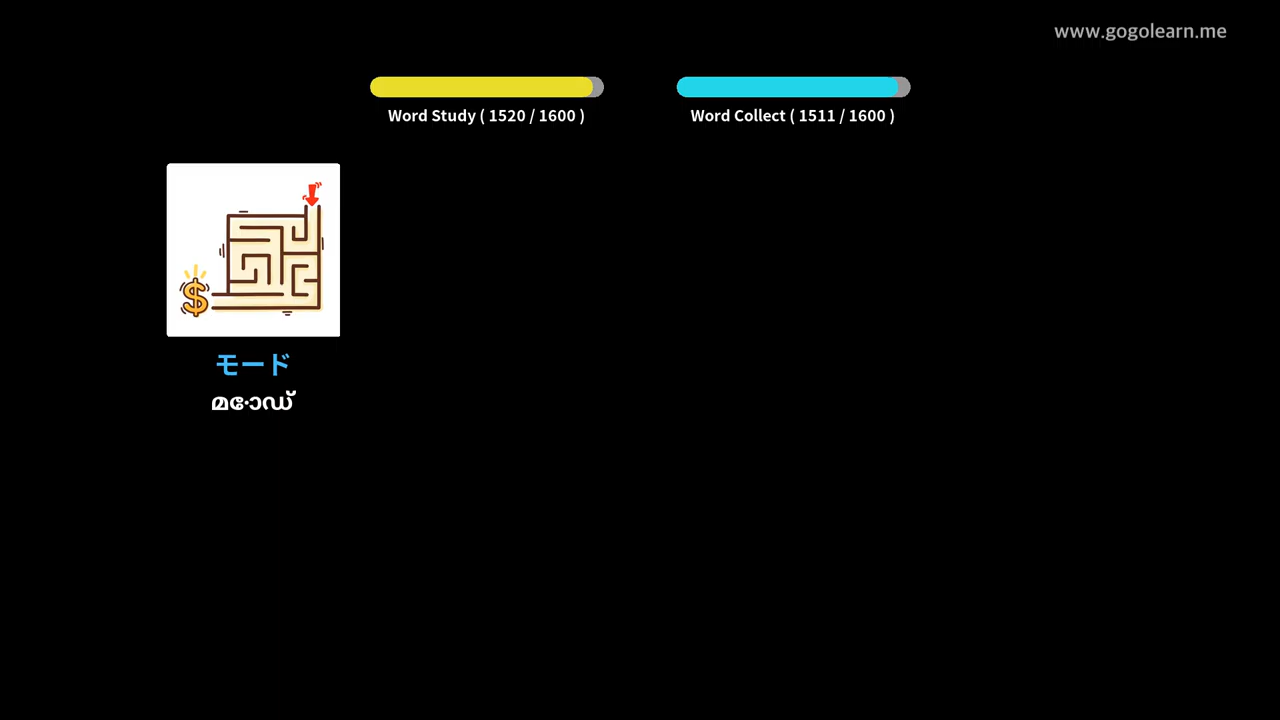 www.gogolearn.me
Word Study ( 1520 / 1600 )
Word Collect ( 1511 / 1600 )
$
モード
മോഡ്